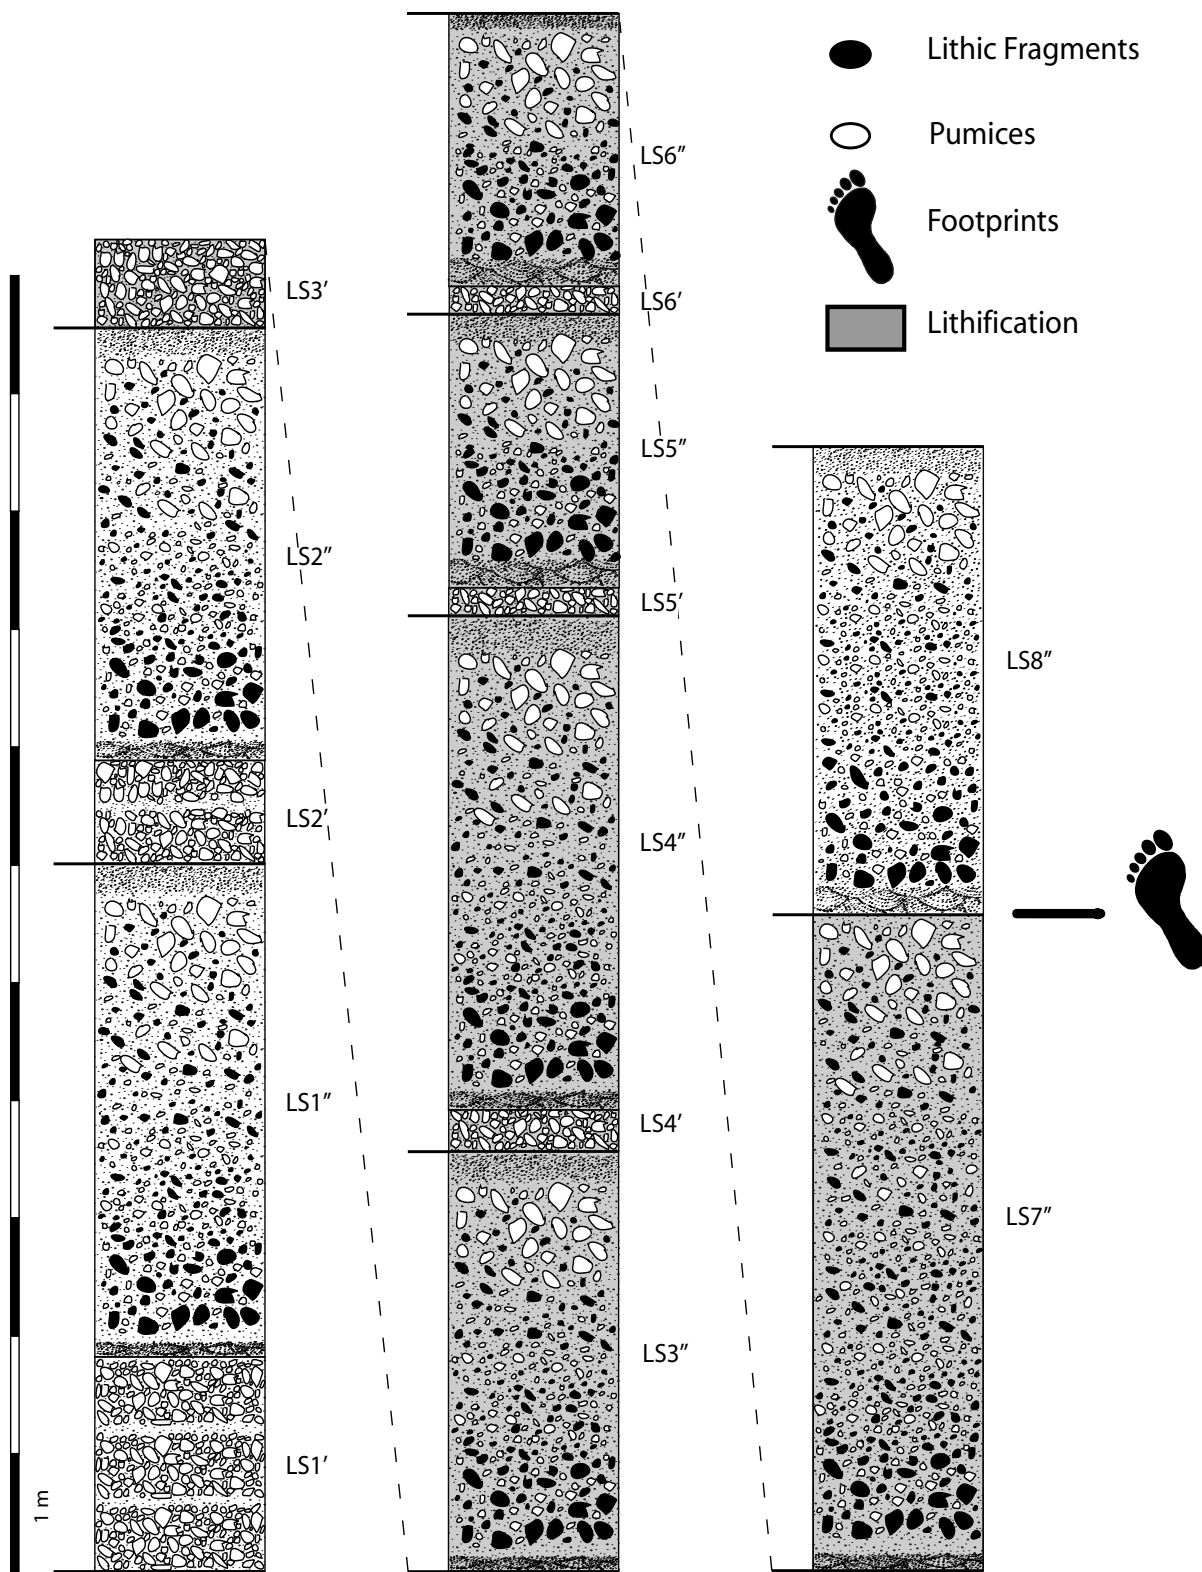 Lithic Fragments
Pumices
Footprints
Lithification
LS3’
LS2’’
LS2’
LS1’’
LS1’
1 m
LS6’’
LS6’
LS5’’
LS5’
LS4’’
LS4’
LS3’’
LS8’’
LS7’’